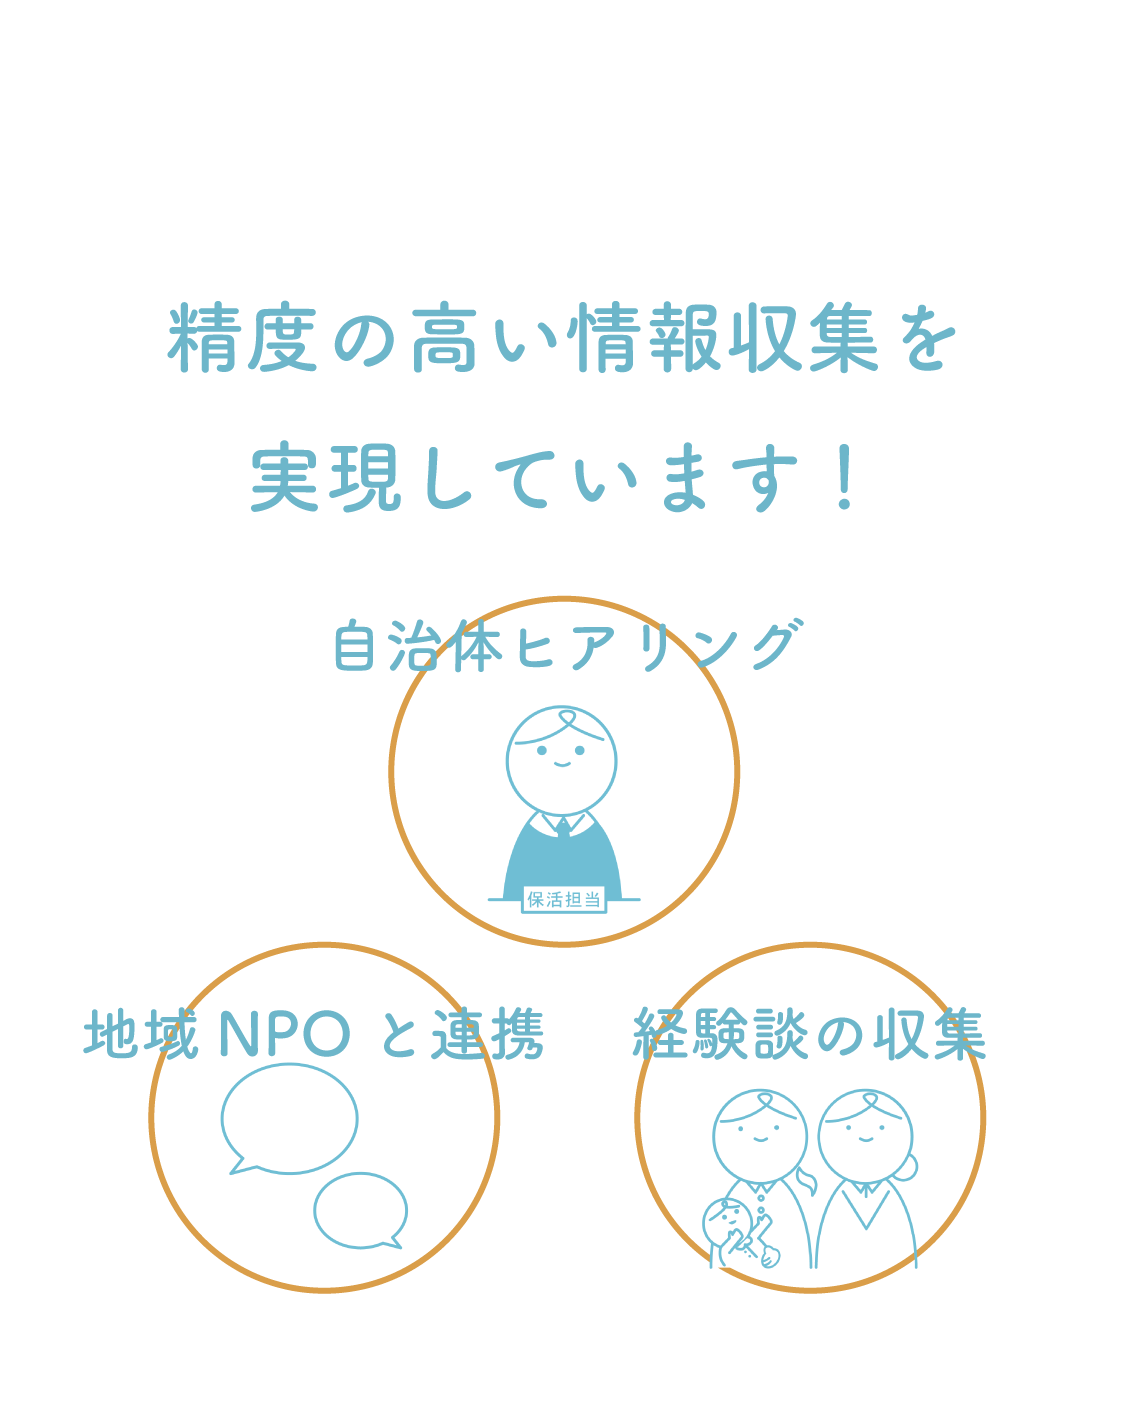 精度の高い情報収集を
実現しています！
自治体ヒアリング
保活担当
地域NPOと連携
経験談の収集